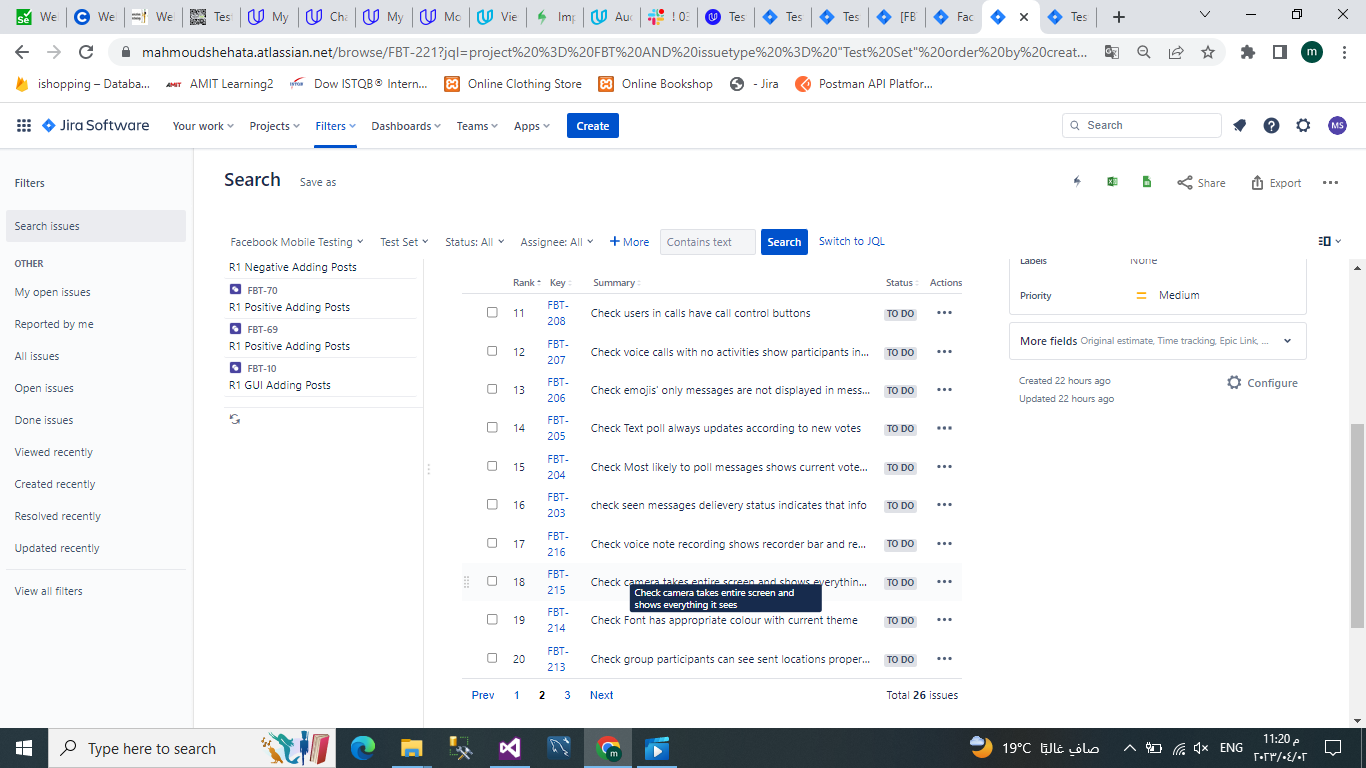 We
We
We
Test
My
Cha
My
Mo
Vie
Imp
Aud
! 03
Tes
Tes
Tes
[FB
Fac
Tes
mahmoudshehata.atlassian.net/browse/FBT-221?jql=project%20%3D%20FBT%20AND%20issuetype%20%3D%20"Test%20Set"%20order%20by%20creat...
m
ishopping – Databa...
AMIT Learning2
Dow ISTQB® Intern...
Online Clothing Store
Online Bookshop
- Jira
Postman API Platfor...
Jira Software
Your work
Projects
Filters
Dashboards
Teams
Apps
Create
Search
MS
Filters
Search issues
OTHER
My open issues
Reported by me
All issues
Open issues
Done issues
Viewed recently
Created recently
Resolved recently
Updated recently
View all filters
Search
Save as
Share
Export
Facebook Mobile Testing
Test Set
Status: All
Assignee: All
+ More
Contains text
Search
Switch to JQL
R1 Negative Adding Posts
FBT-70
R1 Positive Adding Posts
FBT-69
R1 Positive Adding Posts
FBT-10
R1 GUI Adding Posts
Rank Key Summary Status Actions
11 FBT-208 Check users in calls have call control buttons TO DO
12 FBT-207 Check voice calls with no activities show participants in... TO DO
13 FBT-206 Check emojis' only messages are not displayed in mess... TO DO
14 FBT-205 Check Text poll always updates according to new votes TO DO
15 FBT-204 Check Most likely to poll messages shows current vote... TO DO
16 FBT-203 check seen messages delievery status indicates that info TO DO
17 FBT-216 Check voice note recording shows recorder bar and re... TO DO
18 FBT-215 Check camera takes entire screen and shows everythin... TO DO
Check camera takes entire screen and
shows everything it sees
19 FBT-214 Check Font has appropriate colour with current theme TO DO
20 FBT-213 Check group participants can see sent locations proper... TO DO
Prev 1 2 3 Next
Total 26 issues
Labels
None
Priority
Medium
More fields Original estimate, Time tracking, Epic Link, ...
Created 22 hours ago
Updated 22 hours ago
Configure
Type here to search
19°C صاف غالبًا
ENG
11:20 م
٢٠٢٣/٠٤/٠٢